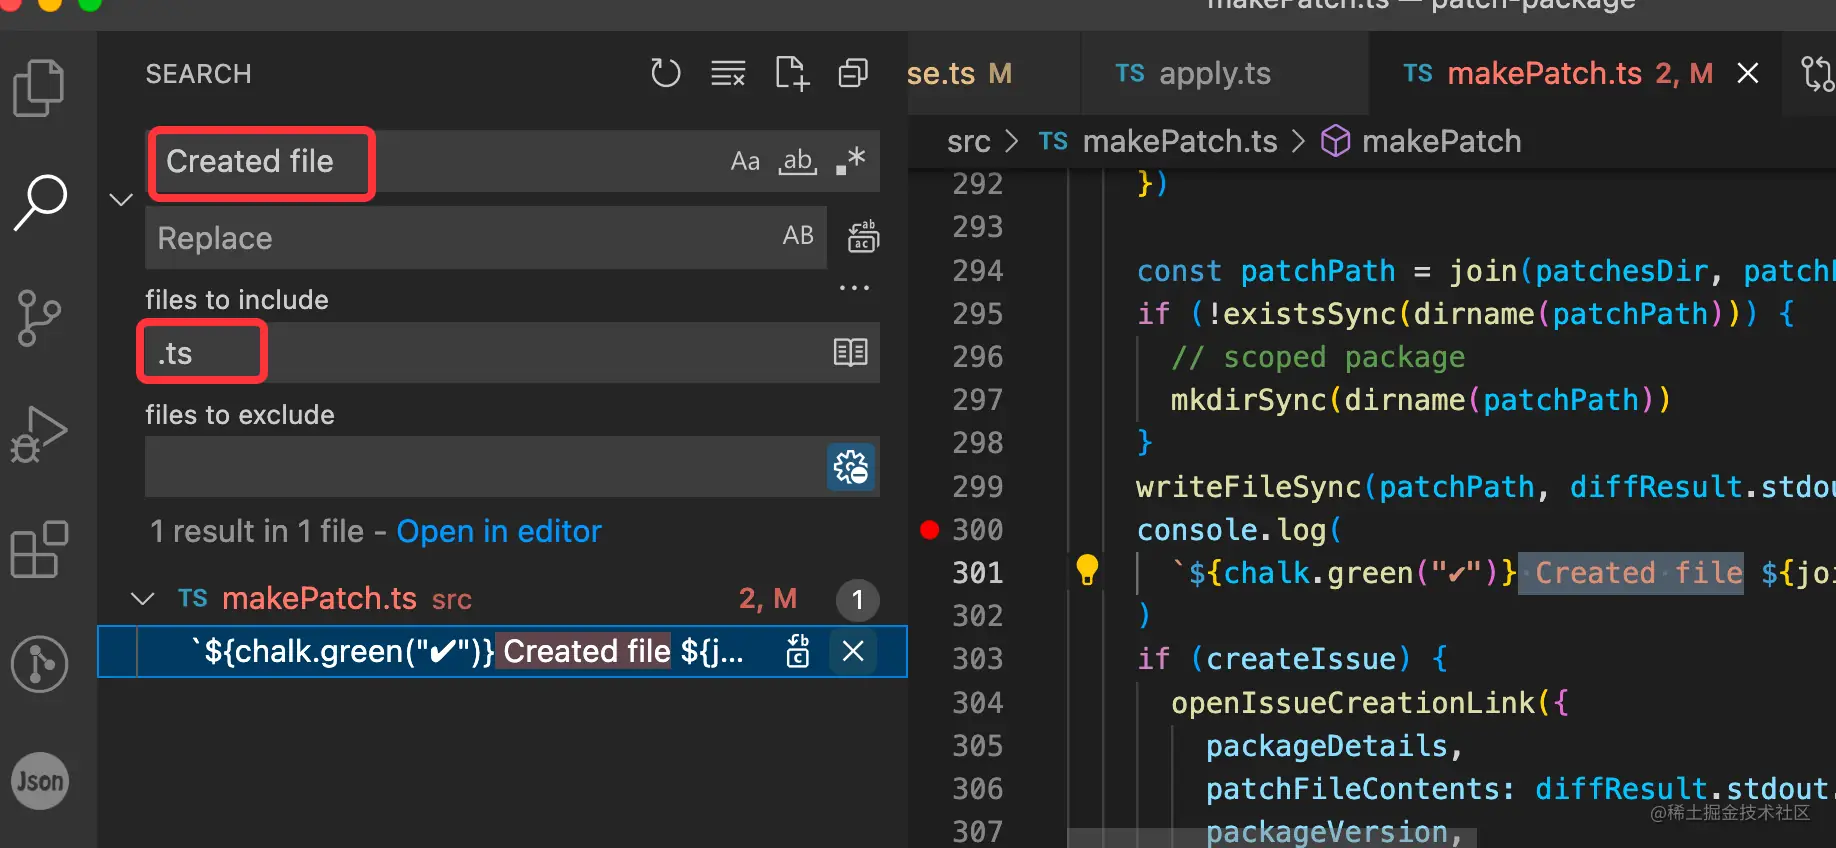 makePatch.ts — patch-package
SEARCH
Created file
Aa
ab
Replace
AB
ab
ac
...
files to include
.ts
files to exclude
1 result in 1 file - Open in editor
TS makePatch.ts src 2, M 1
`${chalk.green("✔")} Created file ${j...
Json
se.ts M
TS apply.ts
TS makePatch.ts 2, M
src > TS makePatch.ts > makePatch
292 })
293
294 const patchPath = join(patchesDir,
295 if (!existsSync(dirname(patchPath))) {
296 // scoped package
297 mkdirSync(dirname(patchPath))
298 }
299 writeFileSync(patchPath, diffResult.
300 console.log(
301 `${chalk.green("✔")} Created file ${
302 )
303 if (createIssue) {
304 openIssueCreationLink({
305 packageDetails,
306 patchFileContents: diffResult.stdout.
307 packageVersion,
@稀土掘金技术社区